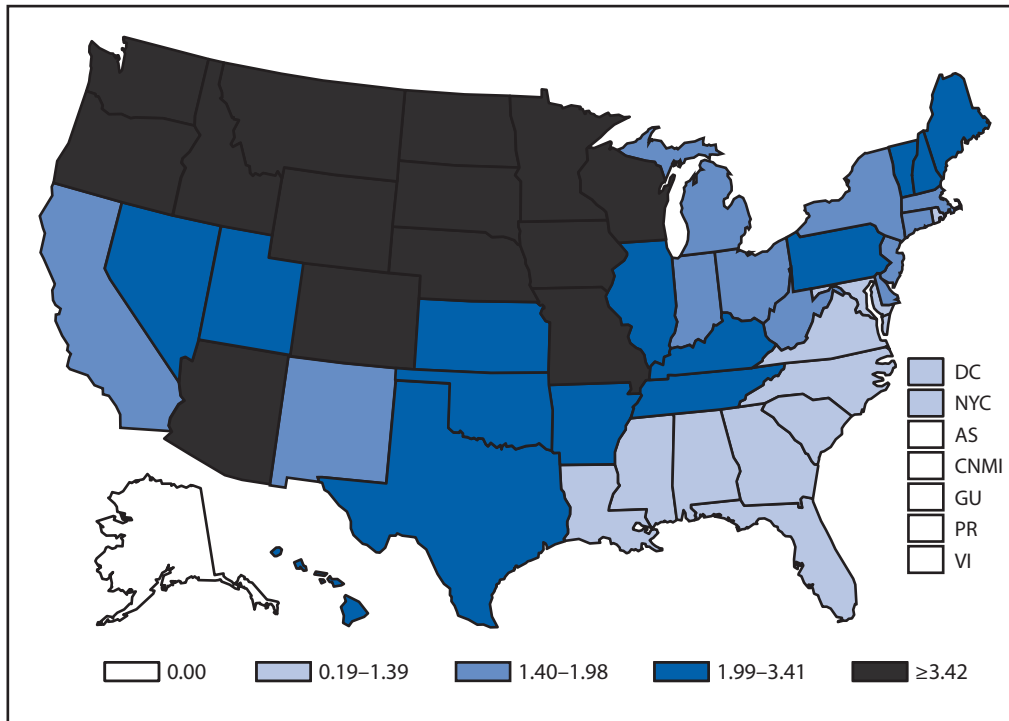 DC
NYC
AS
CNMI
GU
PR
VI
0.00 0.19–1.39 1.40–1.98 1.99–3.41 ≥3.42